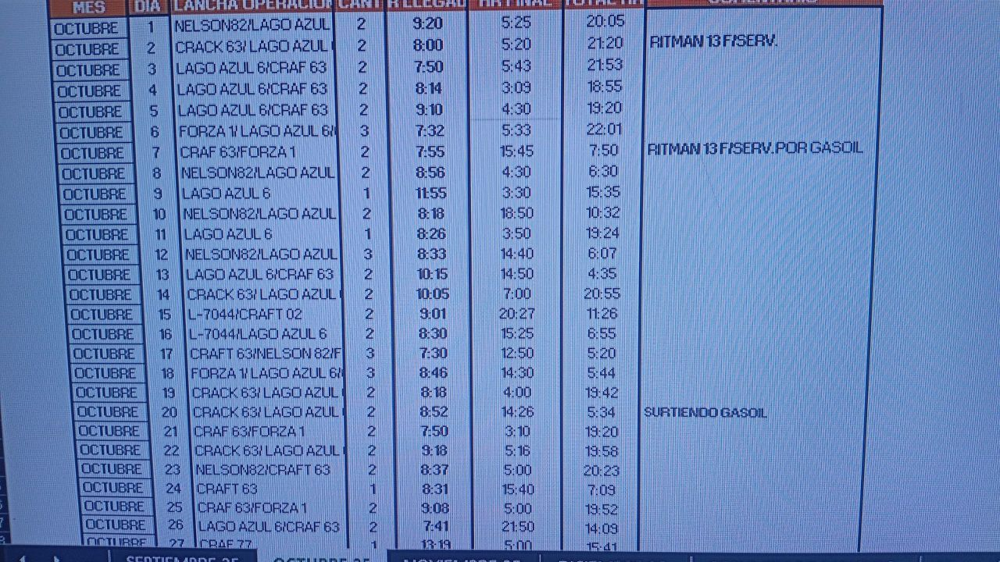 MES DIA LANCHA OPERACION CANT R LLEGAD HR FINAL TOTAL HR COMENTARIO
OCTUBRE 1 NELSON82/LAGO AZUL 2 9:20 5:25 20:05
OCTUBRE 2 CRACK 63/ LAGO AZUL 2 8:00 5:20 21:20 RITMAN 13 F/SERV.
OCTUBRE 3 LAGO AZUL 6/CRAF 63 2 7:50 5:43 21:53
OCTUBRE 4 LAGO AZUL 6/CRAF 63 2 8:14 3:09 18:55
OCTUBRE 5 LAGO AZUL 6/CRAF 63 2 9:10 4:30 19:20
OCTUBRE 6 FORZA 1/ LAGO AZUL 6/ 3 7:32 5:33 22:01
OCTUBRE 7 CRAF 63/FORZA 1 2 7:55 15:45 7:50 RITMAN 13 F/SERV.POR GASOIL
OCTUBRE 8 NELSON82/LAGO AZUL 2 8:56 4:30 6:30
OCTUBRE 9 LAGO AZUL 6 1 11:55 3:30 15:35
OCTUBRE 10 NELSON82/LAGO AZUL 2 8:18 18:50 10:32
OCTUBRE 11 LAGO AZUL 6 1 8:26 3:50 19:24
OCTUBRE 12 NELSON82/LAGO AZUL 3 8:33 14:40 6:07
OCTUBRE 13 LAGO AZUL 6/CRAF 63 2 10:15 14:50 4:35
OCTUBRE 14 CRACK 63/ LAGO AZUL 2 10:05 7:00 20:55
OCTUBRE 15 L-7044/CRAFT 02 2 9:01 20:27 11:26
OCTUBRE 16 L-7044/LAGO AZUL 6 2 8:30 15:25 6:55
OCTUBRE 17 CRAFT 63/NELSON 82/F 3 7:30 12:50 5:20
OCTUBRE 18 FORZA 1/ LAGO AZUL 6/ 3 8:46 14:30 5:44
OCTUBRE 19 CRACK 63/ LAGO AZUL 2 8:18 4:00 19:42
OCTUBRE 20 CRACK 63/ LAGO AZUL 2 8:52 14:26 5:34 SURTIENDO GASOIL
OCTUBRE 21 CRAF 63/FORZA 1 2 7:50 3:10 19:20
OCTUBRE 22 CRACK 63/ LAGO AZUL 2 9:18 5:16 19:58
OCTUBRE 23 NELSON82/CRAFT 63 2 8:37 5:00 20:23
OCTUBRE 24 CRAFT 63 1 8:31 15:40 7:09
OCTUBRE 25 CRAF 63/FORZA 1 2 9:08 5:00 19:52
OCTUBRE 26 LAGO AZUL 6/CRAF 63 2 7:41 21:50 14:09
OCTUBRE 27 CRAF 77 1 13:19 5:00 15:41